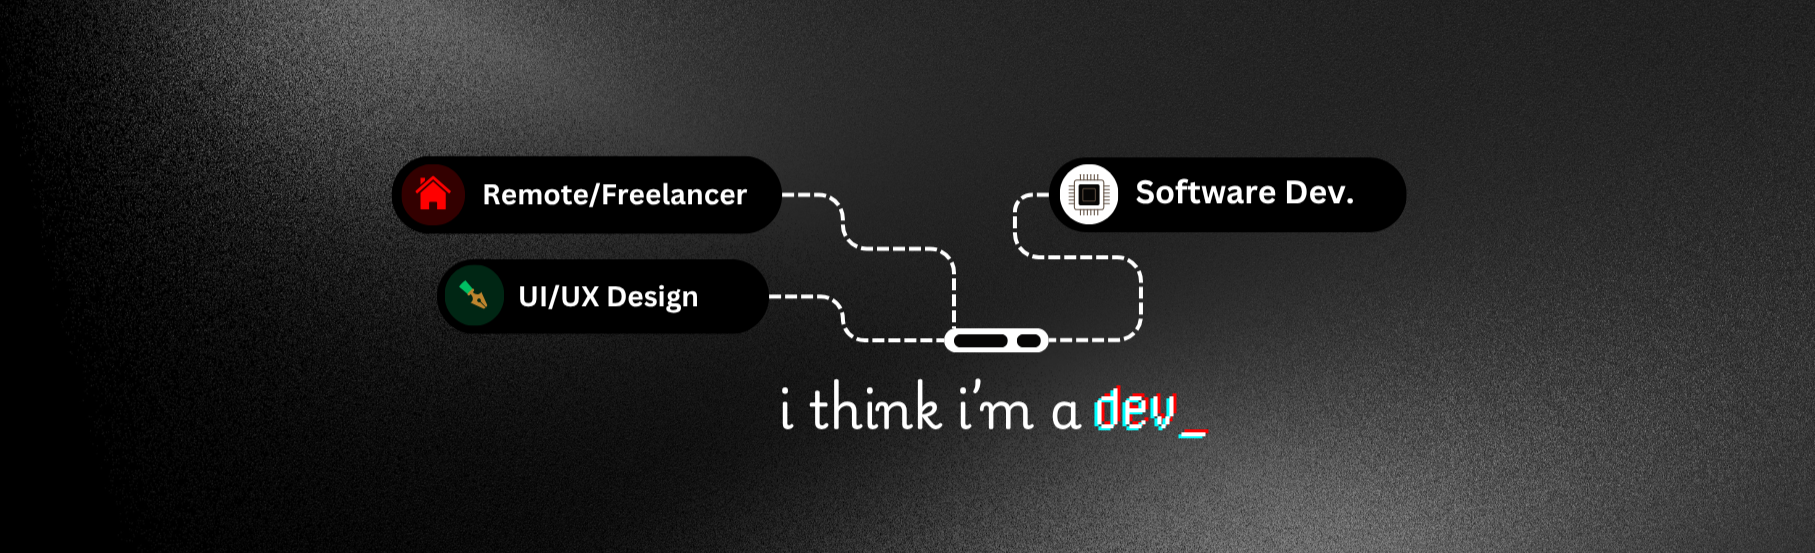 Remote/Freelancer
Software Dev.
UI/UX Design
i think i'm a dev_